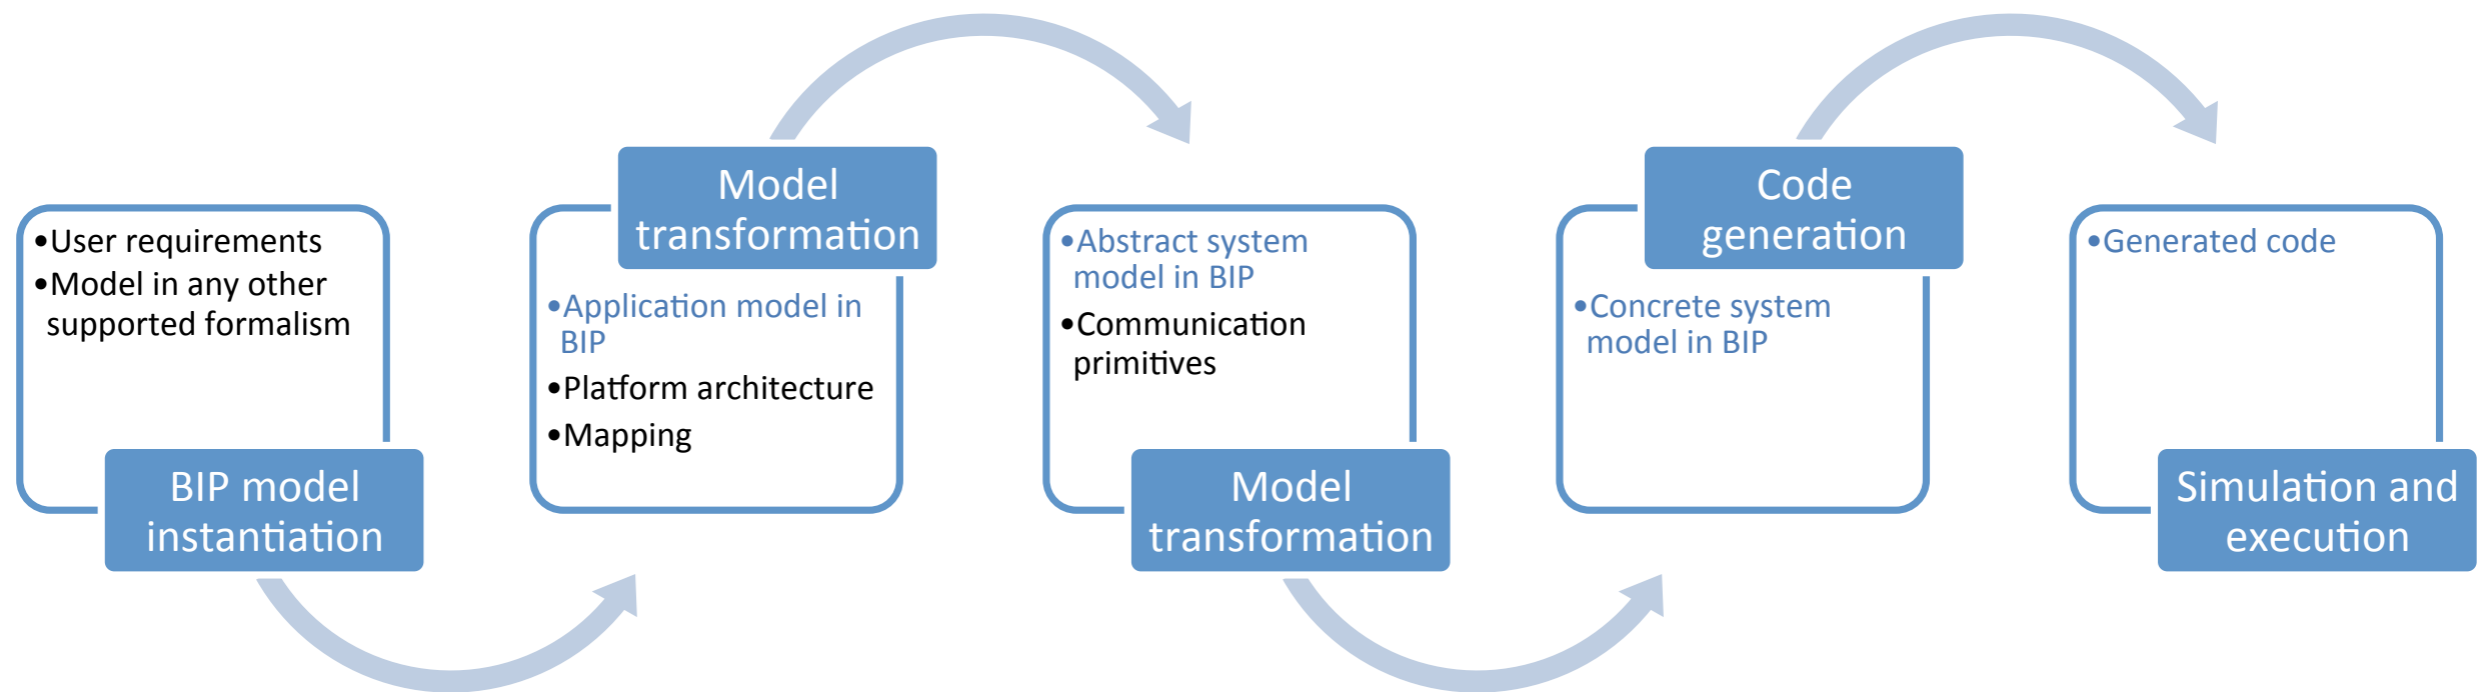 •User requirements
•Model in any other
supported formalism
BIP model
instantiation
Model
transformation
•Application model in
BIP
•Platform architecture
•Mapping
•Abstract system
model in BIP
•Communication
primitives
Model
transformation
Code
generation
•Concrete system
model in BIP
•Generated code
Simulation and
execution